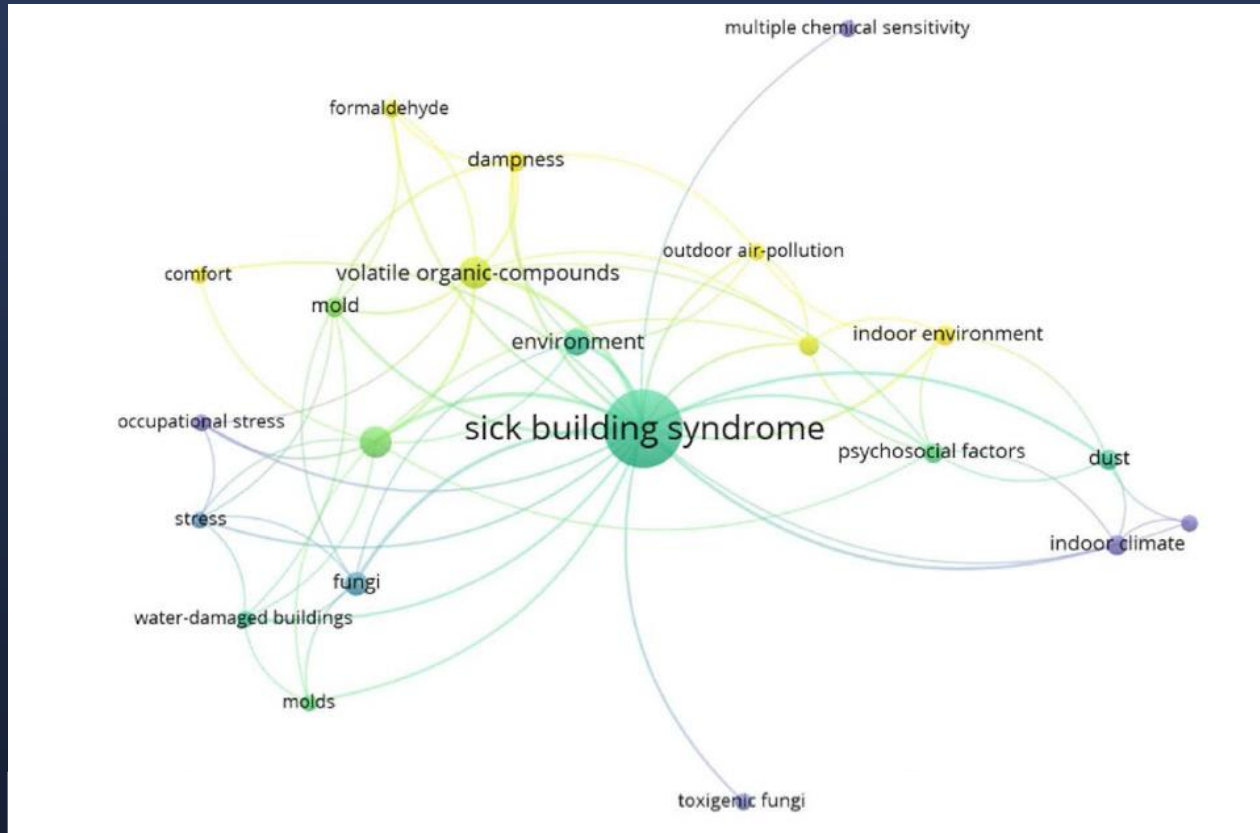 multiple chemical sensitivity
formaldehyde
dampness
outdoor air-pollution
comfort
volatile organic-compounds
mold
indoor environment
environment
occupational stress
sick building syndrome
psychosocial factors
dust
stress
indoor climate
fungi
water-damaged buildings
molds
toxigenic fungi